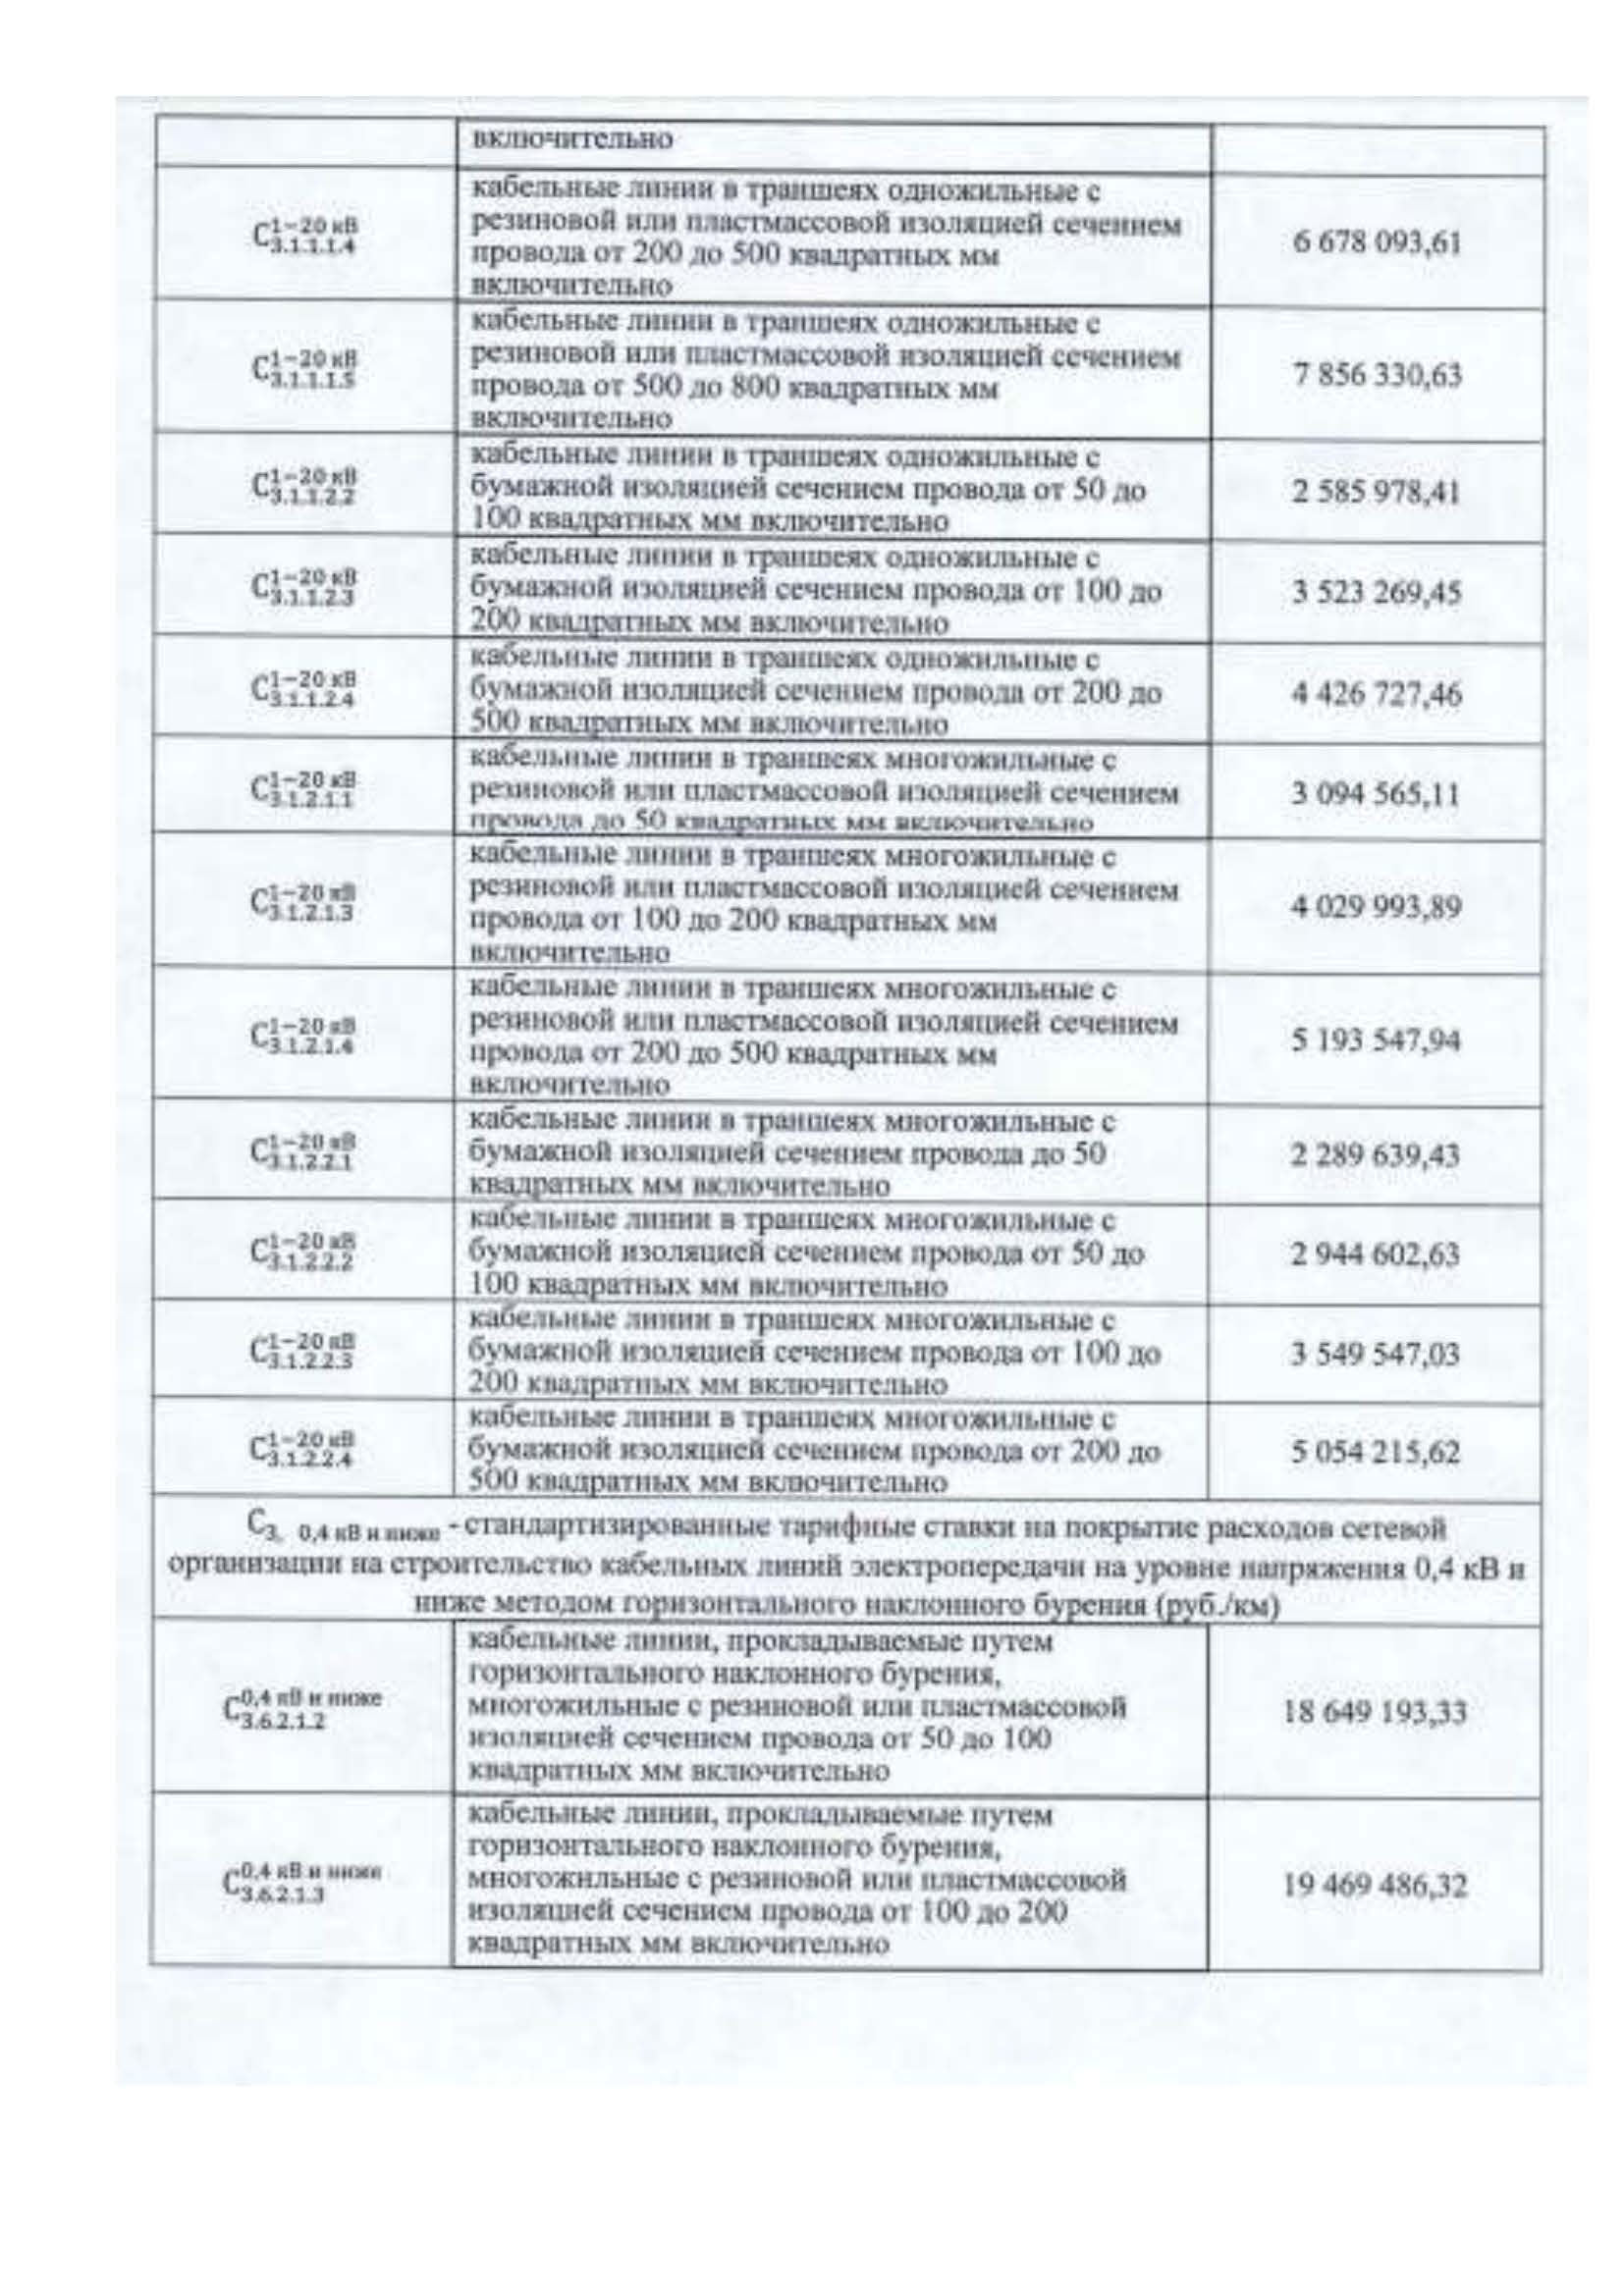 включительно
C 1–20 кВ 3.1.1.1.4
кабельные линии в траншеях одножильные с
резиновой или пластмассовой изоляцией сечением
провода от 200 до 500 квадратных мм
включительно
6 678 093,61
C 1–20 кВ 3.1.1.1.5
кабельные линии в траншеях одножильные с
резиновой или пластмассовой изоляцией сечением
провода от 500 до 800 квадратных мм
включительно
7 856 330,63
C 1–20 кВ 3.1.1.2.2
кабельные линии в траншеях одножильные с
бумажной изоляцией сечением провода от 50 до
100 квадратных мм включительно
2 585 978,41
C 1–20 кВ 3.1.1.2.3
кабельные линии в траншеях одножильные с
бумажной изоляцией сечением провода от 100 до
200 квадратных мм включительно
3 523 269,45
C 1–20 кВ 3.1.1.2.4
кабельные линии в траншеях одножильные с
бумажной изоляцией сечением провода от 200 до
500 квадратных мм включительно
4 426 727,46
C 1–20 кВ 3.1.2.1.1
кабельные линии в траншеях многожильные с
резиновой или пластмассовой изоляцией сечением
провода до 50 квадратных мм включительно
3 094 565,11
C 1–20 кВ 3.1.2.1.3
кабельные линии в траншеях многожильные с
резиновой или пластмассовой изоляцией сечением
провода от 100 до 200 квадратных мм
включительно
4 029 993,89
C 1–20 кВ 3.1.2.1.4
кабельные линии в траншеях многожильные с
резиновой или пластмассовой изоляцией сечением
провода от 200 до 500 квадратных мм
включительно
5 193 547,94
C 1–20 кВ 3.1.2.2.1
кабельные линии в траншеях многожильные с
бумажной изоляцией сечением провода до 50
квадратных мм включительно
2 289 639,43
C 1–20 кВ 3.1.2.2.2
кабельные линии в траншеях многожильные с
бумажной изоляцией сечением провода от 50 до
100 квадратных мм включительно
2 944 602,63
C 1–20 кВ 3.1.2.2.3
кабельные линии в траншеях многожильные с
бумажной изоляцией сечением провода от 100 до
200 квадратных мм включительно
3 549 547,03
C 1–20 кВ 3.1.2.2.4
кабельные линии в траншеях многожильные с
бумажной изоляцией сечением провода от 200 до
500 квадратных мм включительно
5 054 215,62
C3, 0,4 кВ и ниже - стандартизированные тарифные ставки на покрытие расходов сетевой
организации на строительство кабельных линий электропередачи на уровне напряжения 0,4 кВ и
ниже методом горизонтального наклонного бурения (руб./км)
C 0,4 кВ и ниже 3.6.2.1.2
кабельные линии, прокладываемые путем
горизонтального наклонного бурения,
многожильные с резиновой или пластмассовой
изоляцией сечением провода от 50 до 100
квадратных мм включительно
18 649 193,33
C 0,4 кВ и ниже 3.6.2.1.3
кабельные линии, прокладываемые путем
горизонтального наклонного бурения,
многожильные с резиновой или пластмассовой
изоляцией сечением провода от 100 до 200
квадратных мм включительно
19 469 486,32